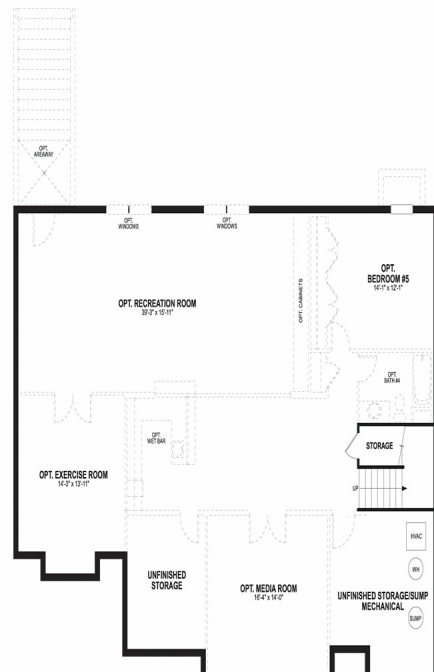 OPT.
AREAWAY
OPT.
WINDOWS
OPT.
WINDOWS
OPT.
BEDROOM #5
14'-1" x 12'-1"
OPT. RECREATION ROOM
39'-3" x 15'-11"
OPT. CABINETS
OPT.
BATH #4
OPT.
WET BAR
STORAGE
OPT. EXERCISE ROOM
14'-3" x 13'-11"
UP
HVAC
WH
UNFINISHED
STORAGE
OPT. MEDIA ROOM
16'-4" x 14'-0"
UNFINISHED STORAGE/SUMP
MECHANICAL
SUMP